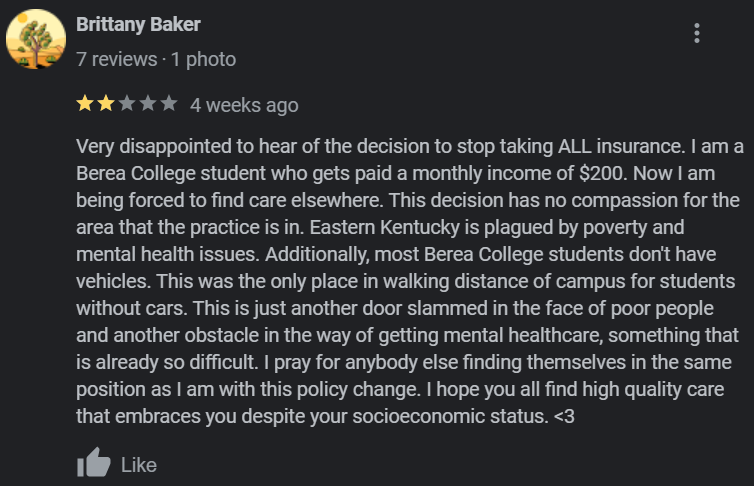 Brittany Baker
7 reviews · 1 photo
4 weeks ago
Very disappointed to hear of the decision to stop taking ALL insurance. I am a
Berea College student who gets paid a monthly income of $200. Now I am
being forced to find care elsewhere. This decision has no compassion for the
area that the practice is in. Eastern Kentucky is plagued by poverty and
mental health issues. Additionally, most Berea College students don't have
vehicles. This was the only place in walking distance of campus for students
without cars. This is just another door slammed in the face of poor people
and another obstacle in the way of getting mental healthcare, something that
is already so difficult. I pray for anybody else finding themselves in the same
position as I am with this policy change. I hope you all find high quality care
that embraces you despite your socioeconomic status. <3
Like